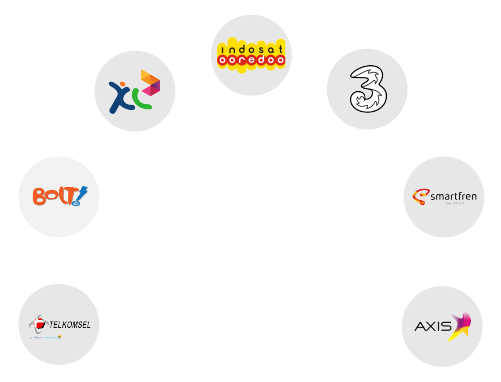 indosat
ooredoo
XL
3
BOLT!
smartfren
TELKOMSEL
AXIS